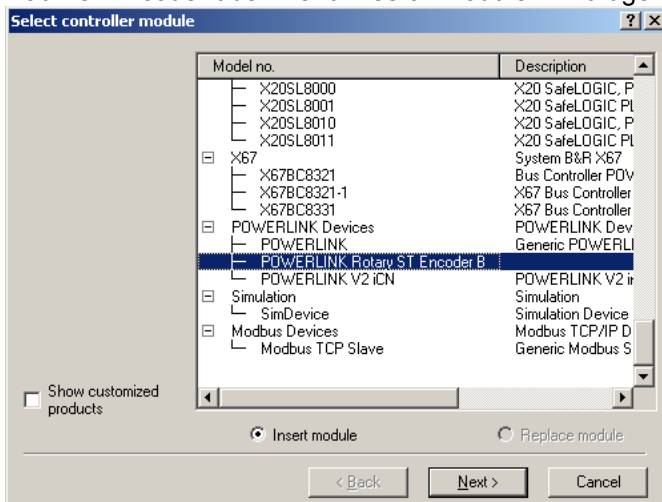 Select controller module
Model no. Description
X20SL8000 X20 SafeLOGIC, P
X20SL8001 X20 SafeLOGIC PL
X20SL8010 X20 SafeLOGIC, P
X20SL8011 X20 SafeLOGIC PL
X67 System B&R X67
X67BC8321 Bus Controller POW
X67BC8321-1 X67 Bus Controller
X67BC8331 X67 Bus Controller
POWERLINK Devices POWERLINK Dev
POWERLINK Generic POWERLI
POWERLINK Rotary ST Encoder B
POWERLINK V2 iCN POWERLINK V2 i
Simulation Simulation
SimDevice Simulation Device
Modbus Devices Modbus TCP/IP D
Modbus TCP Slave Generic Modbus S
Show customized
products
Insert module Replace module
< Back Next > Cancel